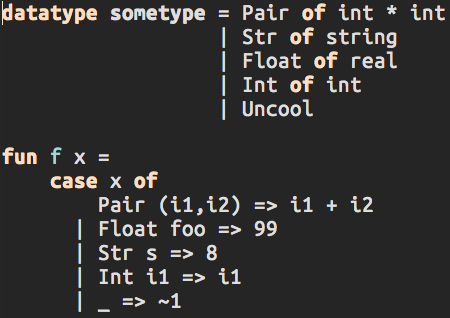 datatype sometype = Pair of int * int
                  | Str of string
                  | Float of real
                  | Int of int
                  | Uncool

fun f x =
    case x of
        Pair (i1,i2) => i1 + i2
      | Float foo => 99
      | Str s => 8
      | Int i1 => i1
      | _ => ~1